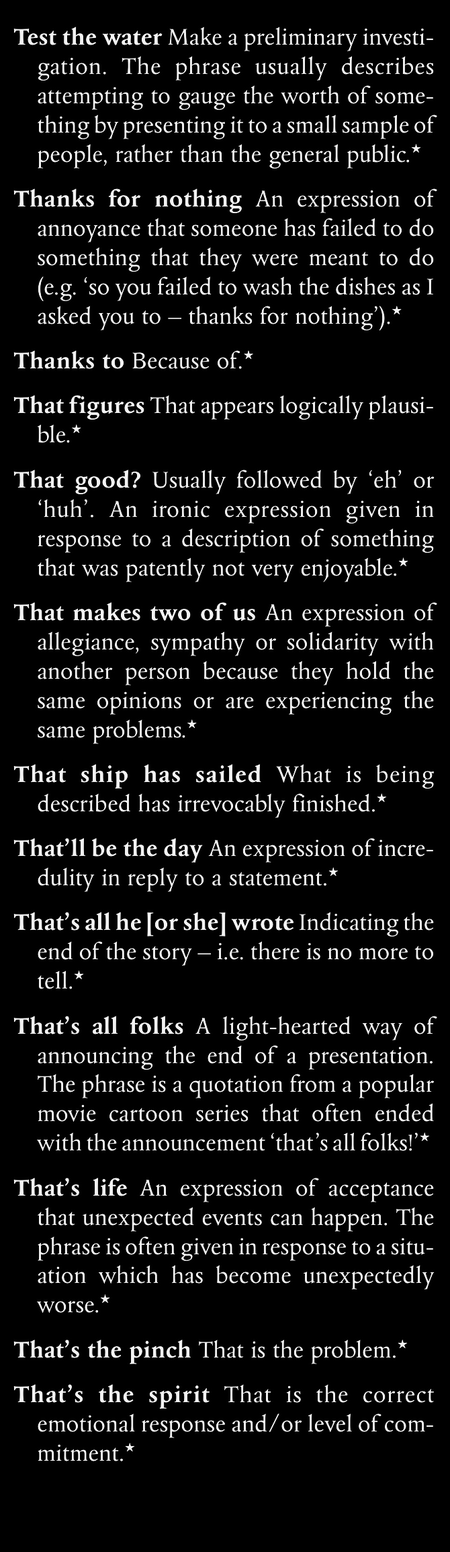 Test the water Make a preliminary investi-
gation. The phrase usually describes
attempting to gauge the worth of some-
thing by presenting it to a small sample of
people, rather than the general public.★
Thanks for nothing An expression of
annoyance that someone has failed to do
something that they were meant to do
(e.g. ‘so you failed to wash the dishes as I
asked you to – thanks for nothing’).★
Thanks to Because of.★
That figures That appears logically plausi-
ble.★
That good? Usually followed by ‘eh’ or
‘huh’. An ironic expression given in
response to a description of something
that was patently not very enjoyable.★
That makes two of us An expression of
allegiance, sympathy or solidarity with
another person because they hold the
same opinions or are experiencing the
same problems.★
That ship has sailed What is being
described has irrevocably finished.★
That’ll be the day An expression of incre-
dulity in reply to a statement.★
That’s all he [or she] wrote Indicating the
end of the story – i.e. there is no more to
tell.★
That’s all folks A light-hearted way of
announcing the end of a presentation.
The phrase is a quotation from a popular
movie cartoon series that often ended
with the announcement ‘that’s all folks!’★
That’s life An expression of acceptance
that unexpected events can happen. The
phrase is often given in response to a situ-
ation which has become unexpectedly
worse.★
That’s the pinch That is the problem.★
That’s the spirit That is the correct
emotional response and/or level of com-
mitment.★